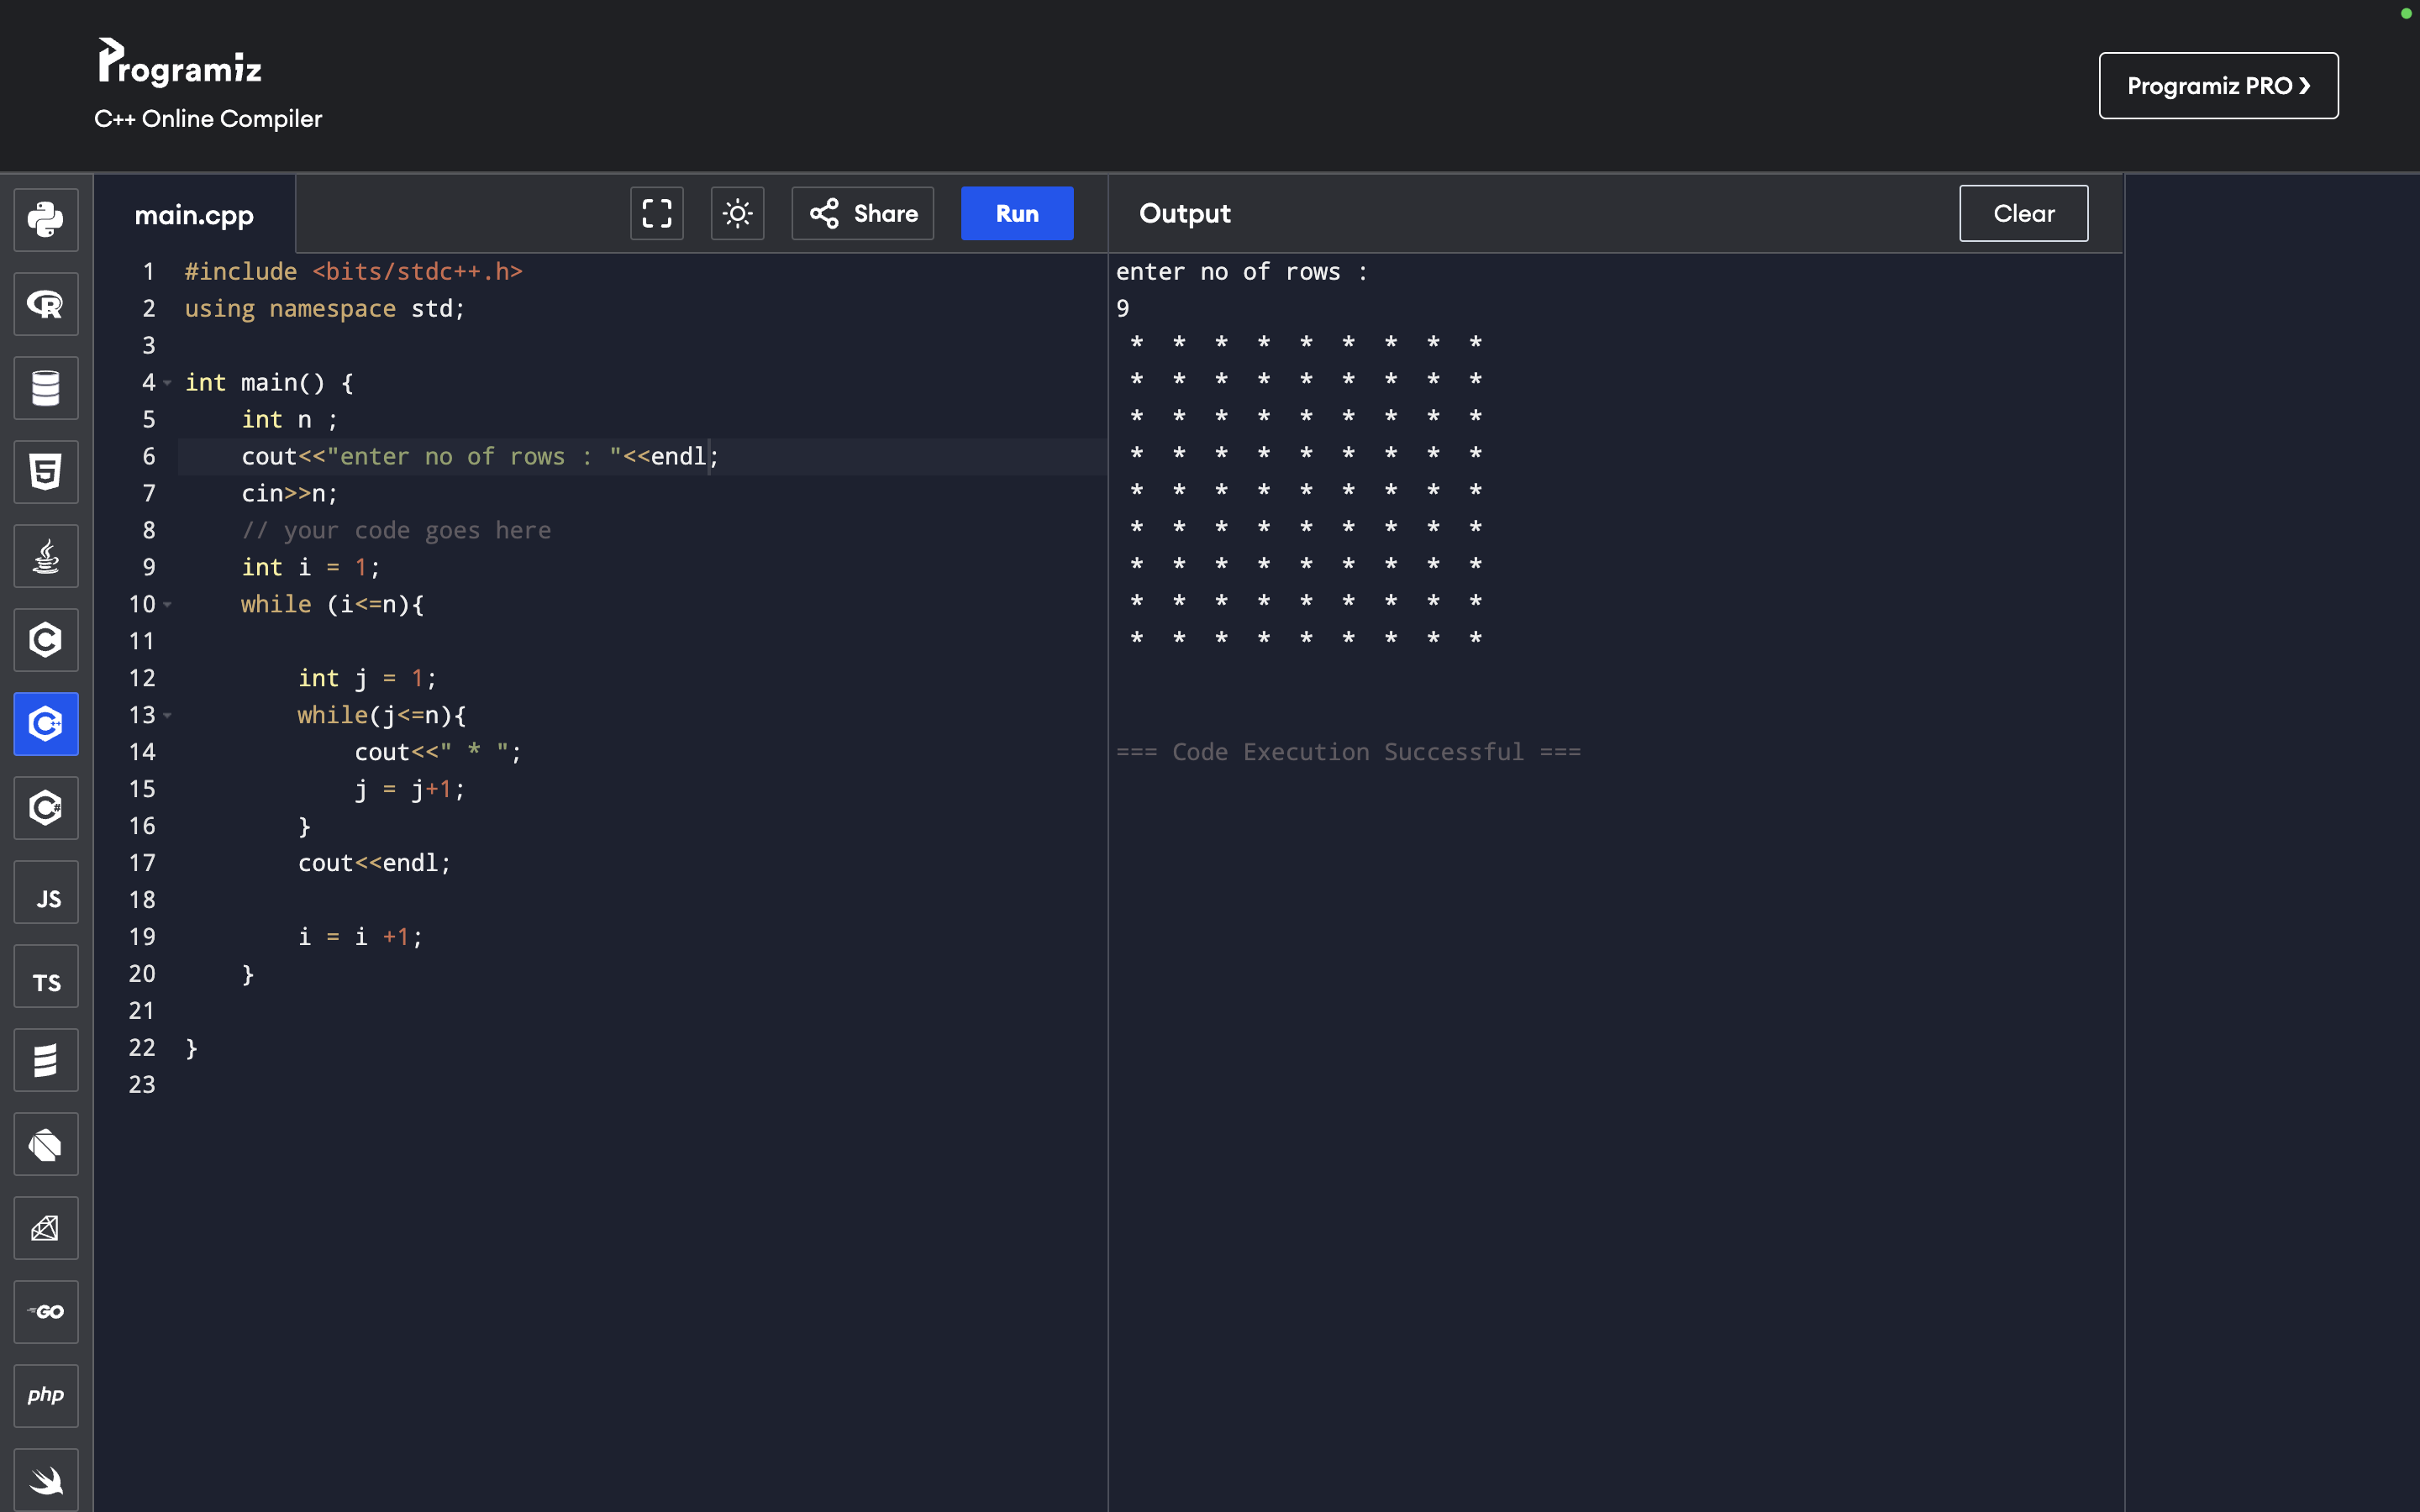 Programiz
C++ Online Compiler
Programiz PRO ❯
main.cpp
Share
Run
Output
Clear
1 #include <bits/stdc++.h>
2 using namespace std;
3
4 int main() {
5     int n ;
6     cout<<"enter no of rows : "<<endl;
7     cin>>n;
8     // your code goes here
9     int i = 1;
10     while (i<=n){
11
12         int j = 1;
13         while(j<=n){
14             cout<<" * ";
15             j = j+1;
16         }
17         cout<<endl;
18
19         i = i +1;
20     }
21
22 }
23
enter no of rows :
9
 *  *  *  *  *  *  *  *  *
 *  *  *  *  *  *  *  *  *
 *  *  *  *  *  *  *  *  *
 *  *  *  *  *  *  *  *  *
 *  *  *  *  *  *  *  *  *
 *  *  *  *  *  *  *  *  *
 *  *  *  *  *  *  *  *  *
 *  *  *  *  *  *  *  *  *
 *  *  *  *  *  *  *  *  *
=== Code Execution Successful ===
R
5
C
C++
C#
JS
TS
GO
php